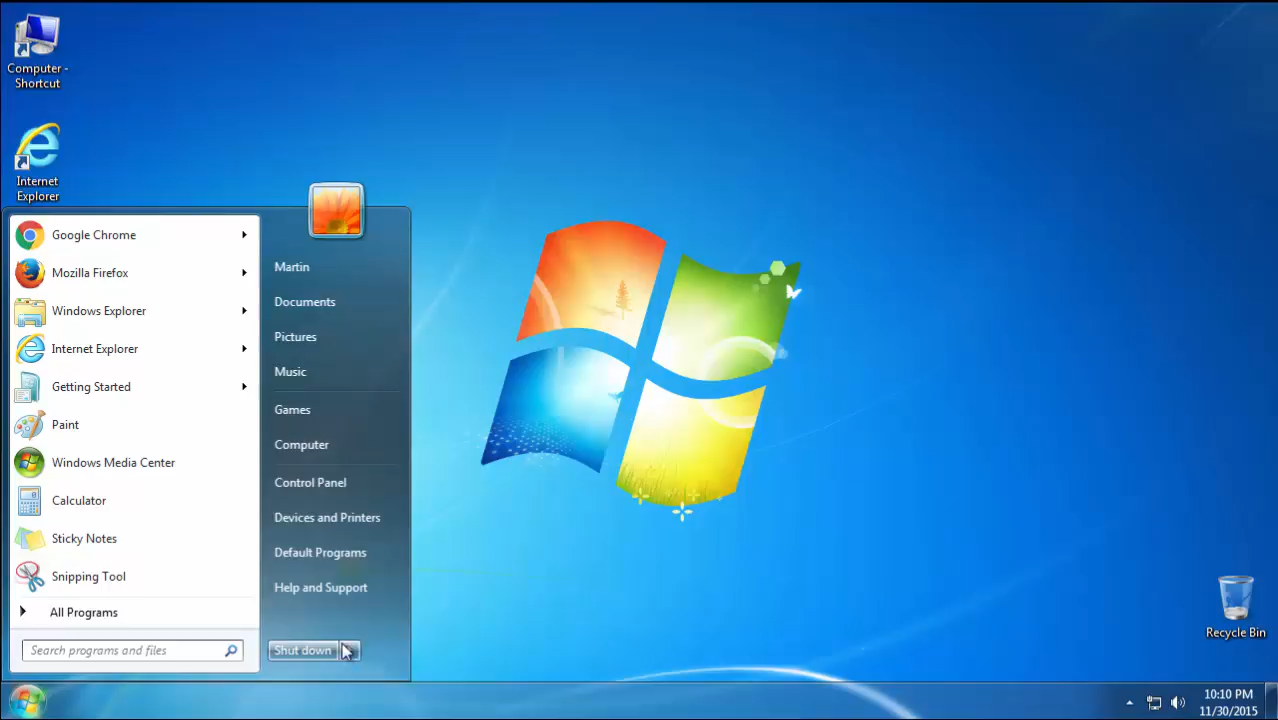 Computer -
Shortcut
Internet
Explorer
Google Chrome
Mozilla Firefox
Windows Explorer
Internet Explorer
Getting Started
Paint
Windows Media Center
Calculator
Sticky Notes
Snipping Tool
All Programs
Search programs and files
Martin
Documents
Pictures
Music
Games
Computer
Control Panel
Devices and Printers
Default Programs
Help and Support
Shut down
Recycle Bin
10:10 PM
11/30/2015